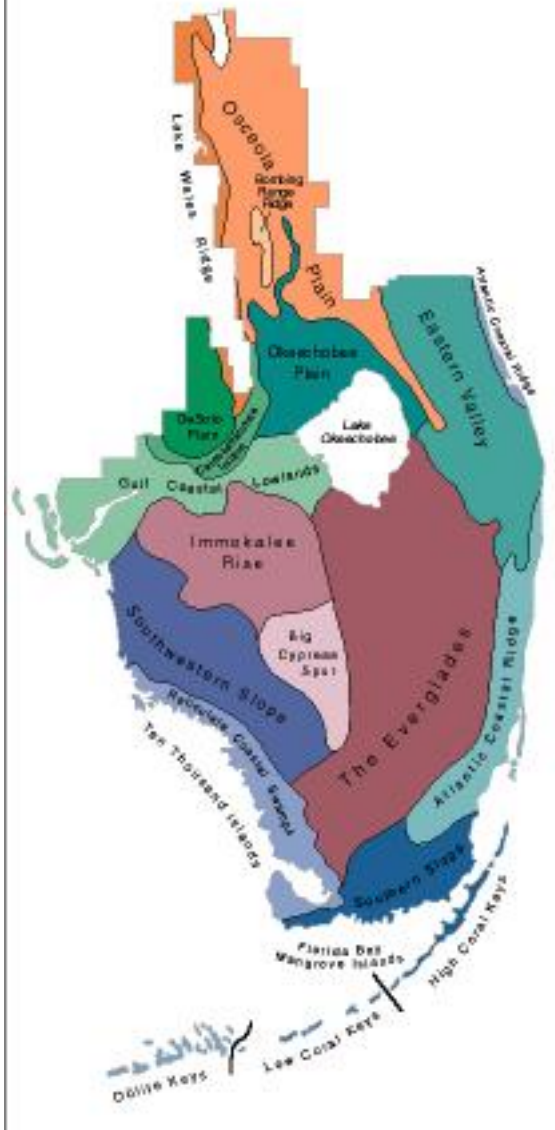 Lake Wales Ridge
Osceola
Plain
Bombing
Range
Ridge
Okeechobee
Plain
Eastern Valley
Atlantic Coastal Ridge
DeSoto
Plain
Lake
Okeechobee
Caloosahatchee
Incline
Gulf Coastal Lowlands
Immokalee
Rise
Big
Cypress
Spur
Southwestern Slope
The Everglades
Atlantic Coastal Ridge
Reticulate Coastal Swamps
Ten Thousand Islands
Southern Slope
Florida Bay
Mangrove Islands
High Coral Keys
Low Coral Keys
Oolite Keys